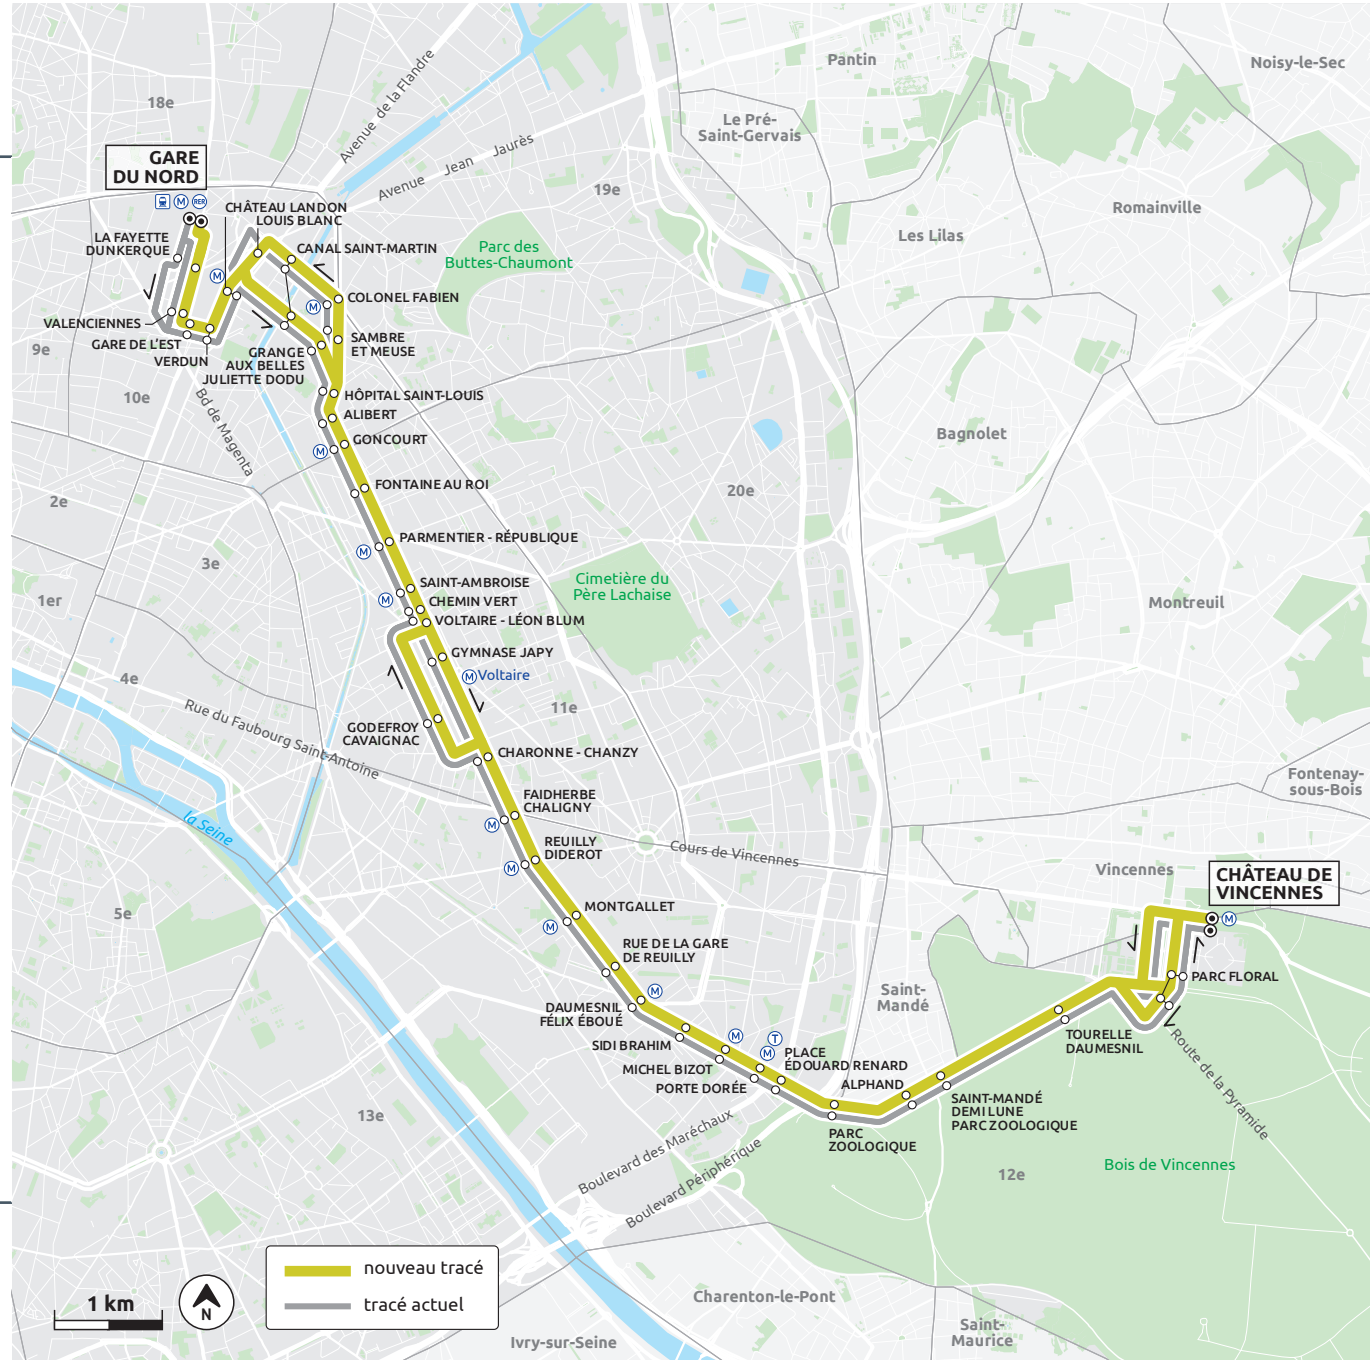 Pantin
Noisy-le-Sec
18e
Avenue de la Flandre
Le Pré-
Saint-Gervais
Avenue Jean Jaurès
GARE
DU NORD
M
RER
19e
CHÂTEAU LANDON
LOUIS BLANC
Romainville
LA FAYETTE
DUNKERQUE
CANAL SAINT-MARTIN
Parc des
Buttes-Chaumont
Les Lilas
M
COLONEL FABIEN
M
VALENCIENNES
GARE DE L'EST
VERDUN
SAMBRE
ET MEUSE
9e
GRANGE
AUX BELLES
JULIETTE DODU
10e
Bd de Magenta
HÔPITAL SAINT-LOUIS
ALIBERT
GONCOURT
M
Bagnolet
FONTAINE AU ROI
20e
2e
PARMENTIER - RÉPUBLIQUE
M
3e
Cimetière du
Père Lachaise
SAINT-AMBROISE
M
CHEMIN VERT
VOLTAIRE - LÉON BLUM
1er
Montreuil
GYMNASE JAPY
M Voltaire
4e
11e
Rue du Faubourg Saint-Antoine
GODEFROY
CAVAIGNAC
CHARONNE - CHANZY
Fontenay-
sous-Bois
FAIDHERBE
CHALIGNY
M
la Seine
REUILLY
DIDEROT
M
Cours de Vincennes
Vincennes
CHÂTEAU DE
VINCENNES
M
MONTGALLET
M
5e
RUE DE LA GARE
DE REUILLY
PARC FLORAL
M
Saint-
Mandé
DAUMESNIL
FÉLIX ÉBOUÉ
SIDI BRAHIM
M
T
M
TOURELLE
DAUMESNIL
Route de la Pyramide
MICHEL BIZOT
PLACE
ÉDOUARD RENARD
PORTE DORÉE
ALPHAND
SAINT-MANDÉ
DEMI LUNE
PARC ZOOLOGIQUE
13e
PARC
ZOOLOGIQUE
Boulevard des Maréchaux
Boulevard Périphérique
Bois de Vincennes
12e
nouveau tracé
tracé actuel
1 km
N
Charenton-le-Pont
Ivry-sur-Seine
Saint-
Maurice